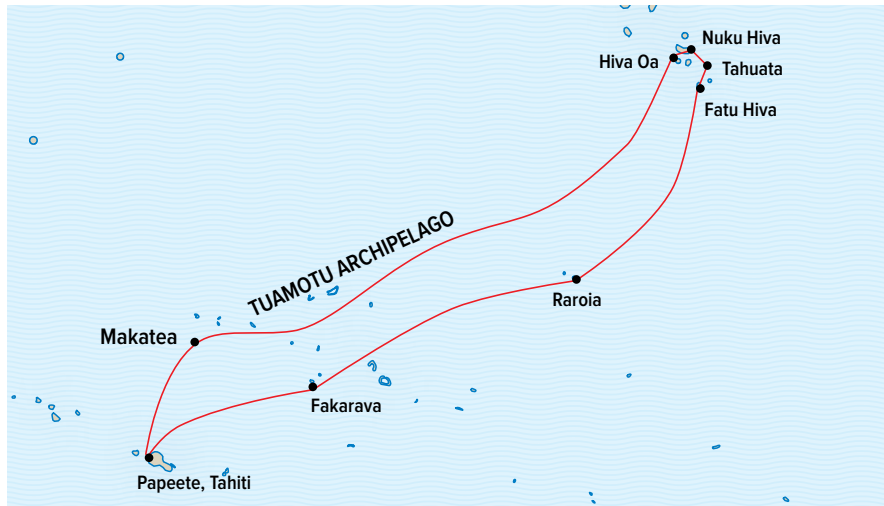 Nuku Hiva
Hiva Oa
Tahuata
Fatu Hiva
TUAMOTU ARCHIPELAGO
Raroia
Makatea
Fakarava
Papeete, Tahiti